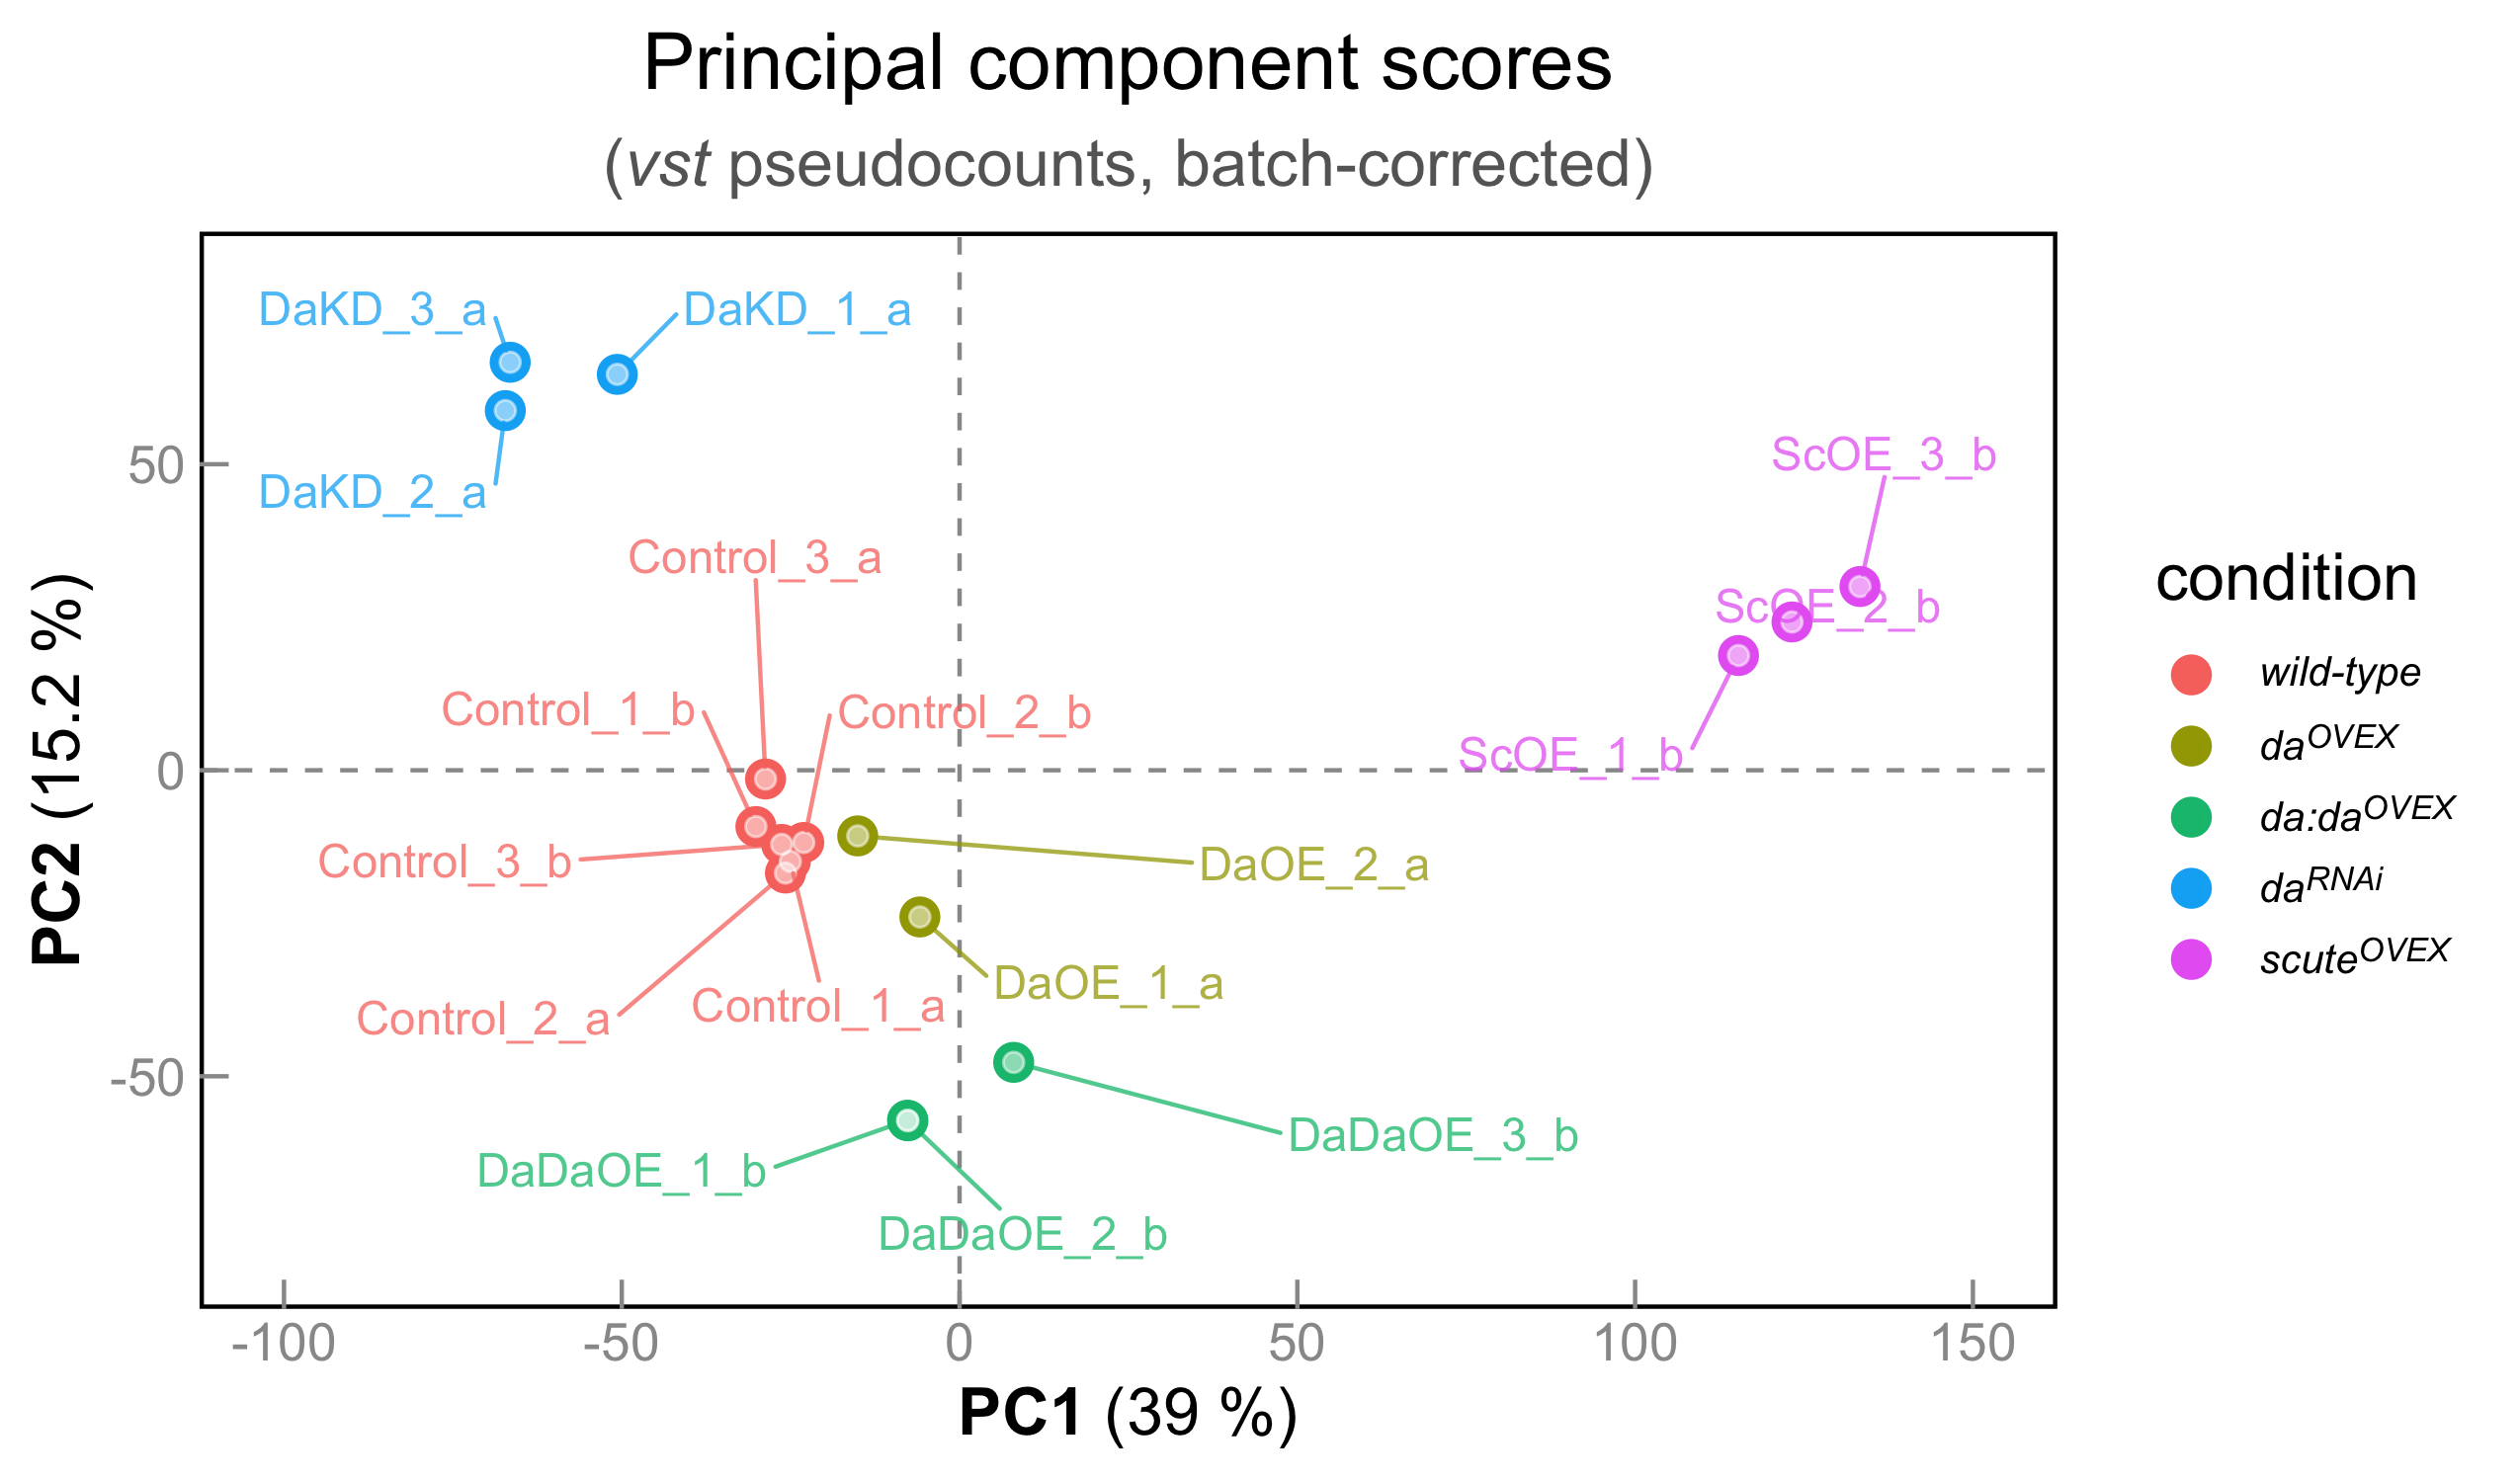 Principal component scores
(vst pseudocounts, batch-corrected)
DaKD_3_a
DaKD_1_a
DaKD_2_a
ScOE_3_b
Control_3_a
ScOE_2_b
Control_1_b
Control_2_b
ScOE_1_b
Control_3_b
DaOE_2_a
DaOE_1_a
Control_2_a
Control_1_a
DaDaOE_3_b
DaDaOE_1_b
DaDaOE_2_b
50
0
-50
PC2 (15.2 %)
-100
-50
0
50
100
150
PC1 (39 %)
condition
wild-type
daOVEX
da:daOVEX
daRNAi
scuteOVEX